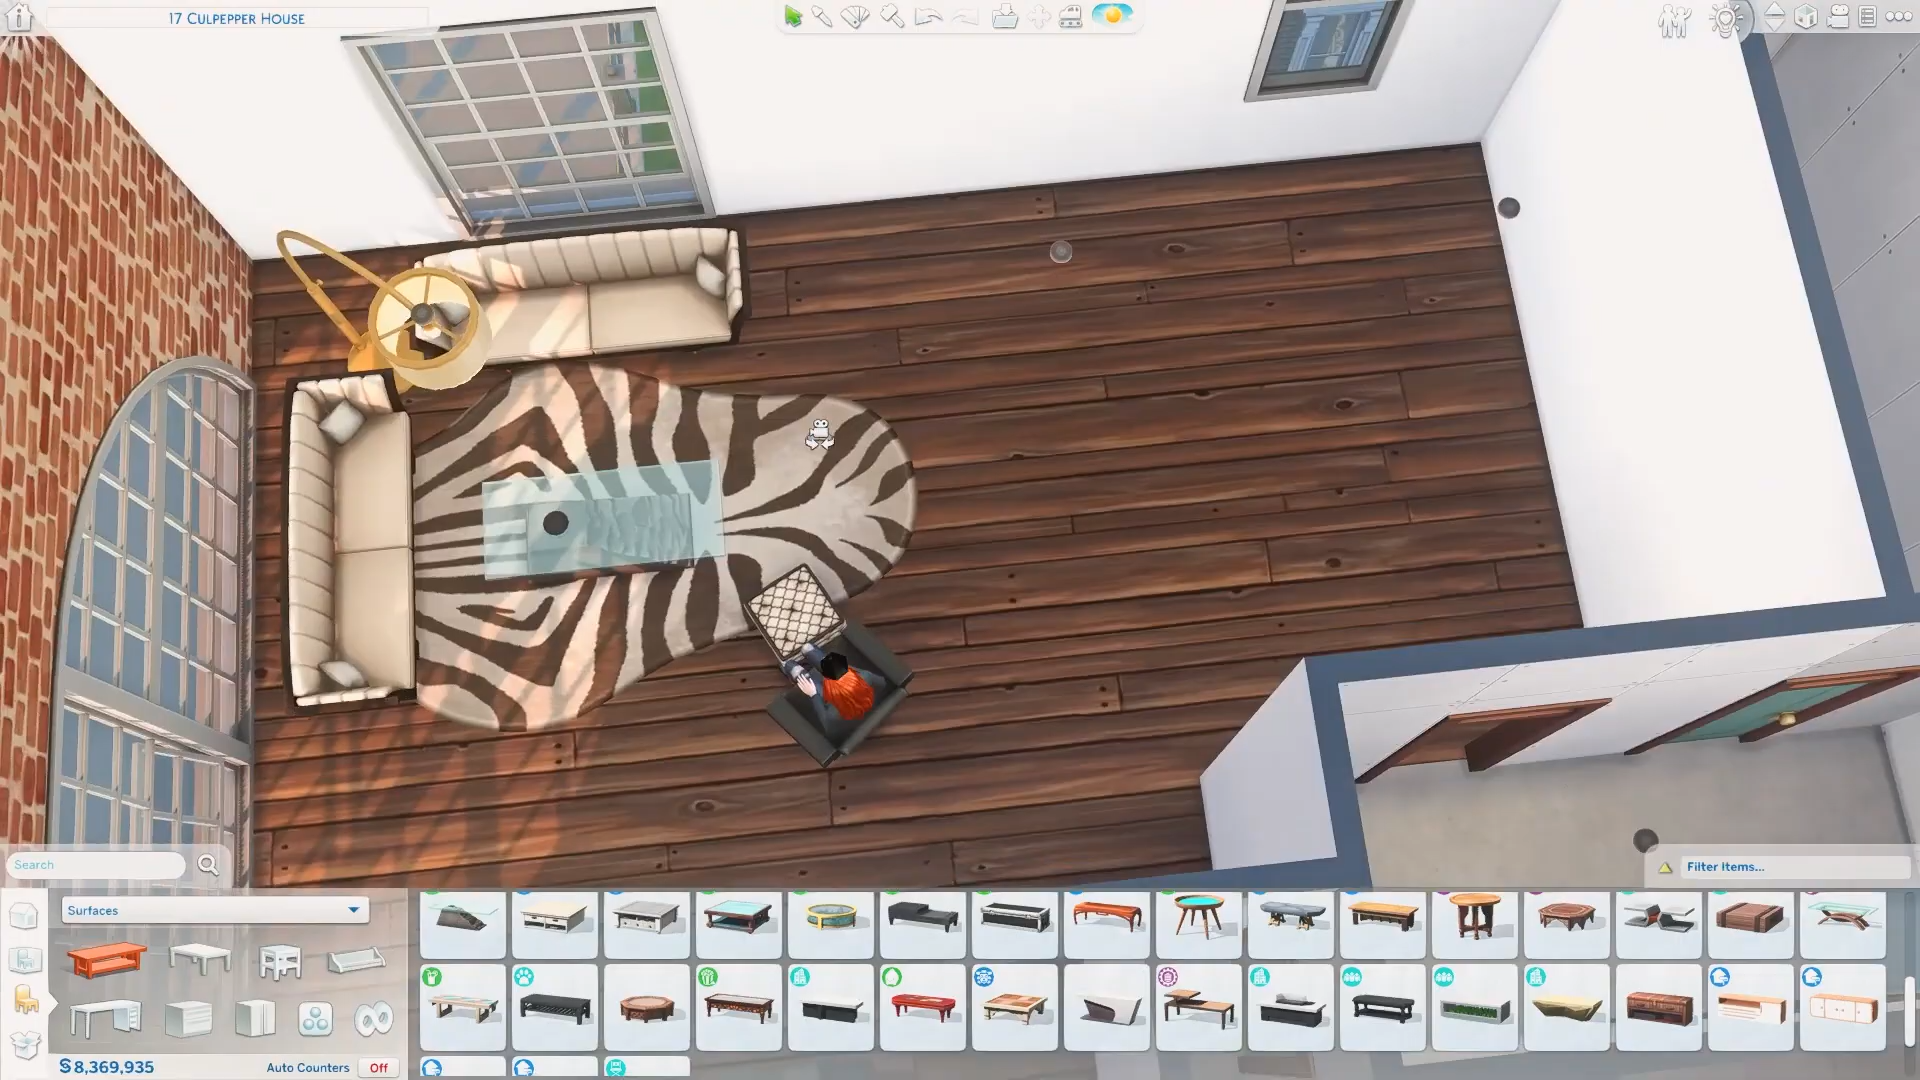 17 Culpepper House
Search
Filter Items...
Surfaces
§8,369,935
Auto Counters
Off